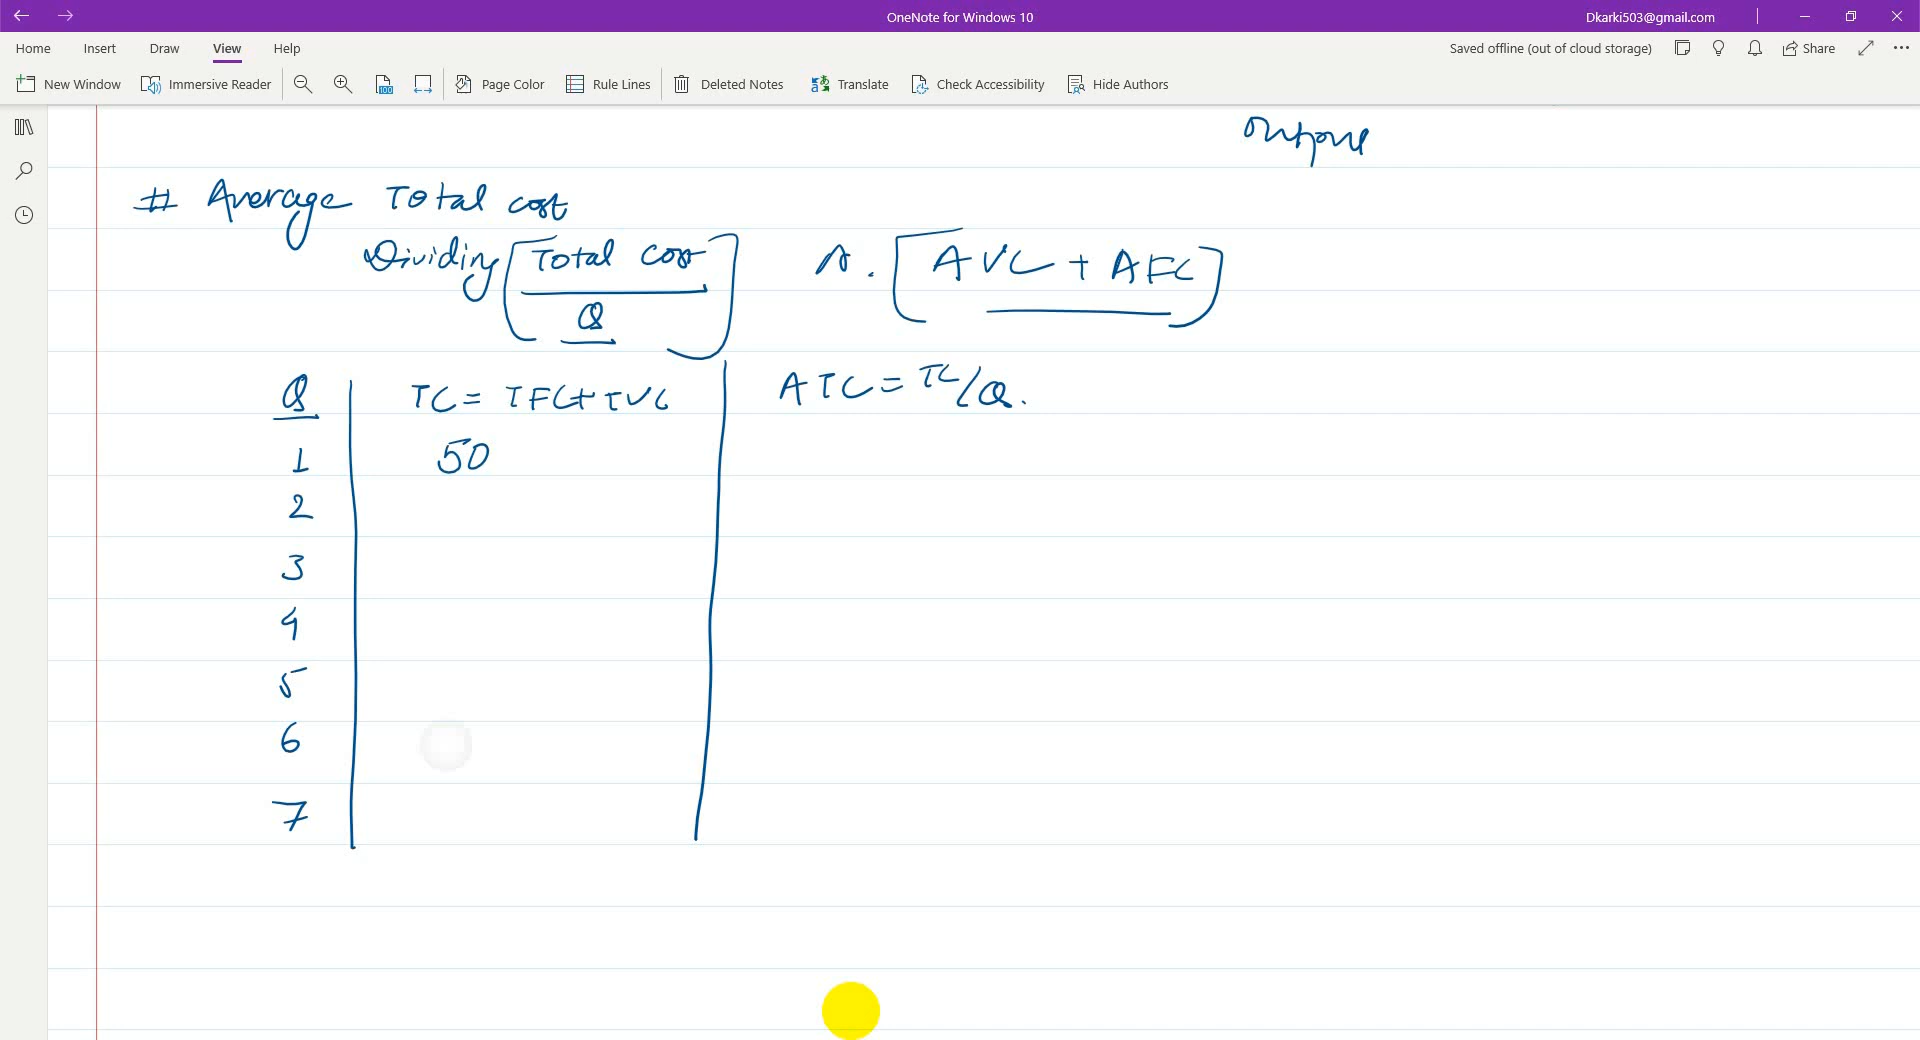 OneNote for Windows 10
Dkarki503@gmail.com
Home Insert Draw View Help
Saved offline (out of cloud storage) Share
New Window Immersive Reader Page Color Rule Lines Deleted Notes Translate Check Accessibility Hide Authors
# Average Total cost
Dividing [Total cost / Q] [AVC + AFC]
Q TC = TFC + TVC ATC = TC/Q.
1 50
2
3
4
5
6
7